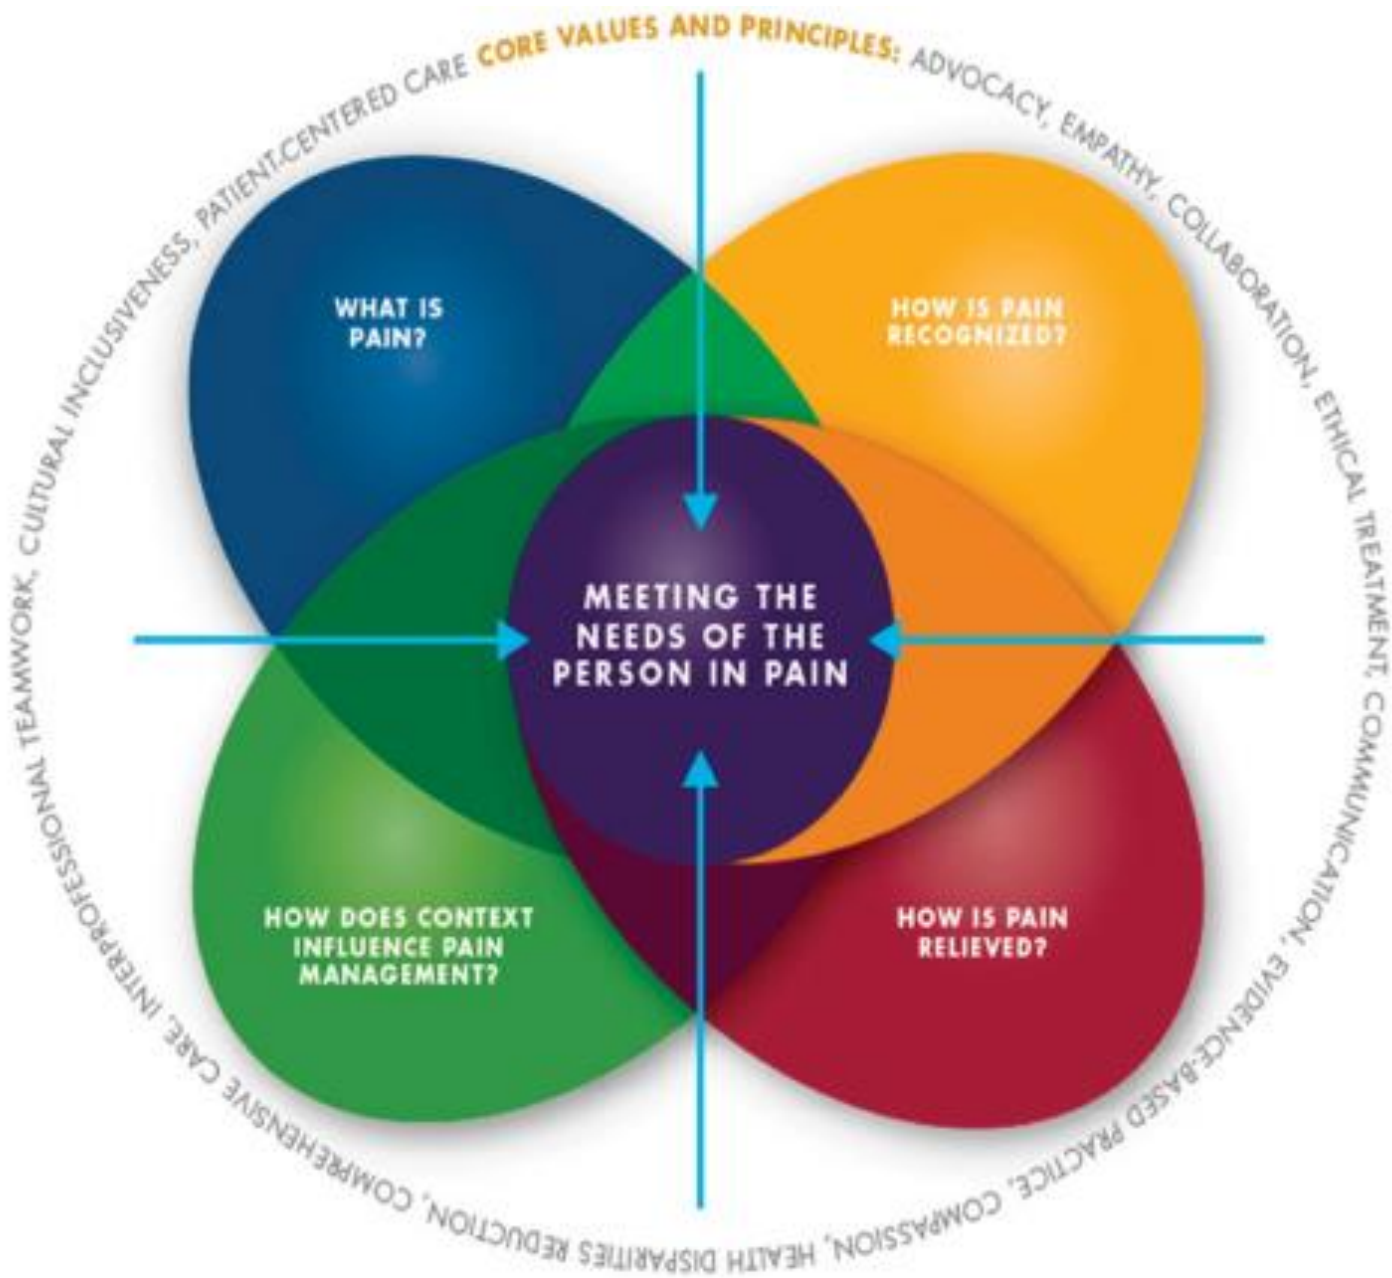 CORE VALUES AND PRINCIPLES: ADVOCACY, EMPATHY, COLLABORATION, ETHICAL TREATMENT, COMMUNICATION, EVIDENCE-BASED PRACTICE, COMPASSION, HEALTH DISPARITIES REDUCTION, COMPREHENSIVE CARE, INTERPROFESSIONAL TEAMWORK, CULTURAL INCLUSIVENESS, PATIENT-CENTERED CARE
WHAT IS
PAIN?
HOW IS PAIN
RECOGNIZED?
MEETING THE
NEEDS OF THE
PERSON IN PAIN
HOW DOES CONTEXT
INFLUENCE PAIN
MANAGEMENT?
HOW IS PAIN
RELIEVED?